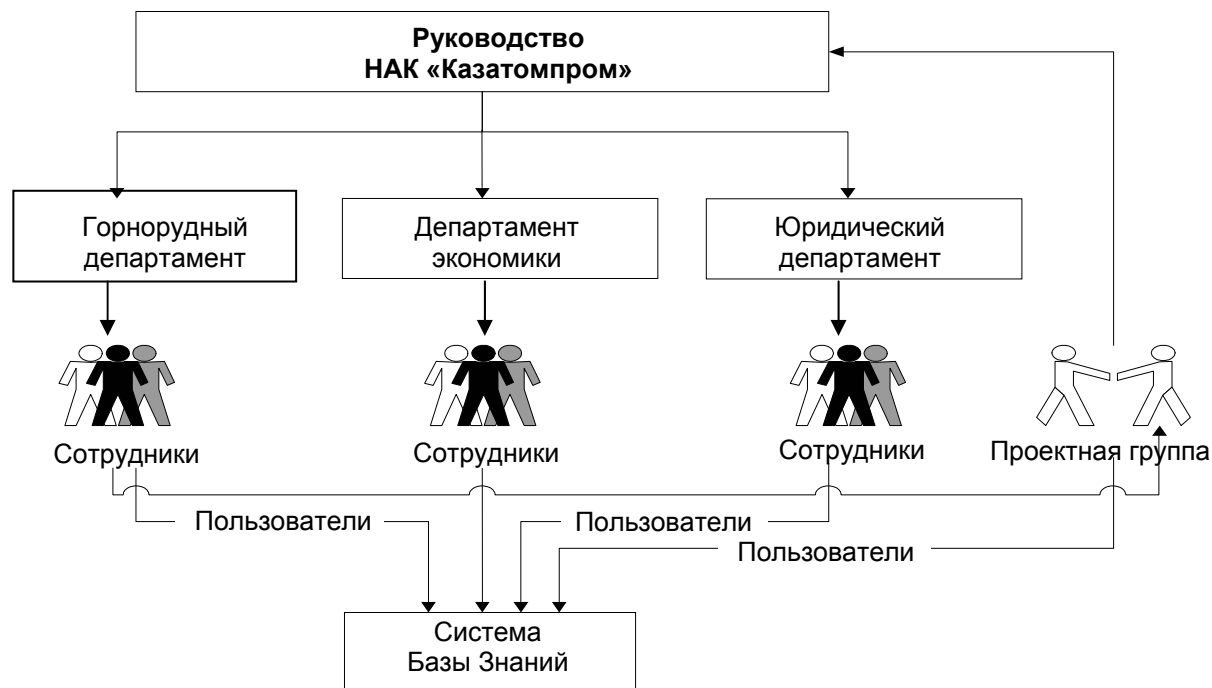 Руководство
НАК «Казатомпром»
Горнорудный
департамент
Департамент
экономики
Юридический
департамент
Сотрудники
Сотрудники
Сотрудники
Проектная группа
Пользователи
Пользователи
Пользователи
Система
Базы Знаний